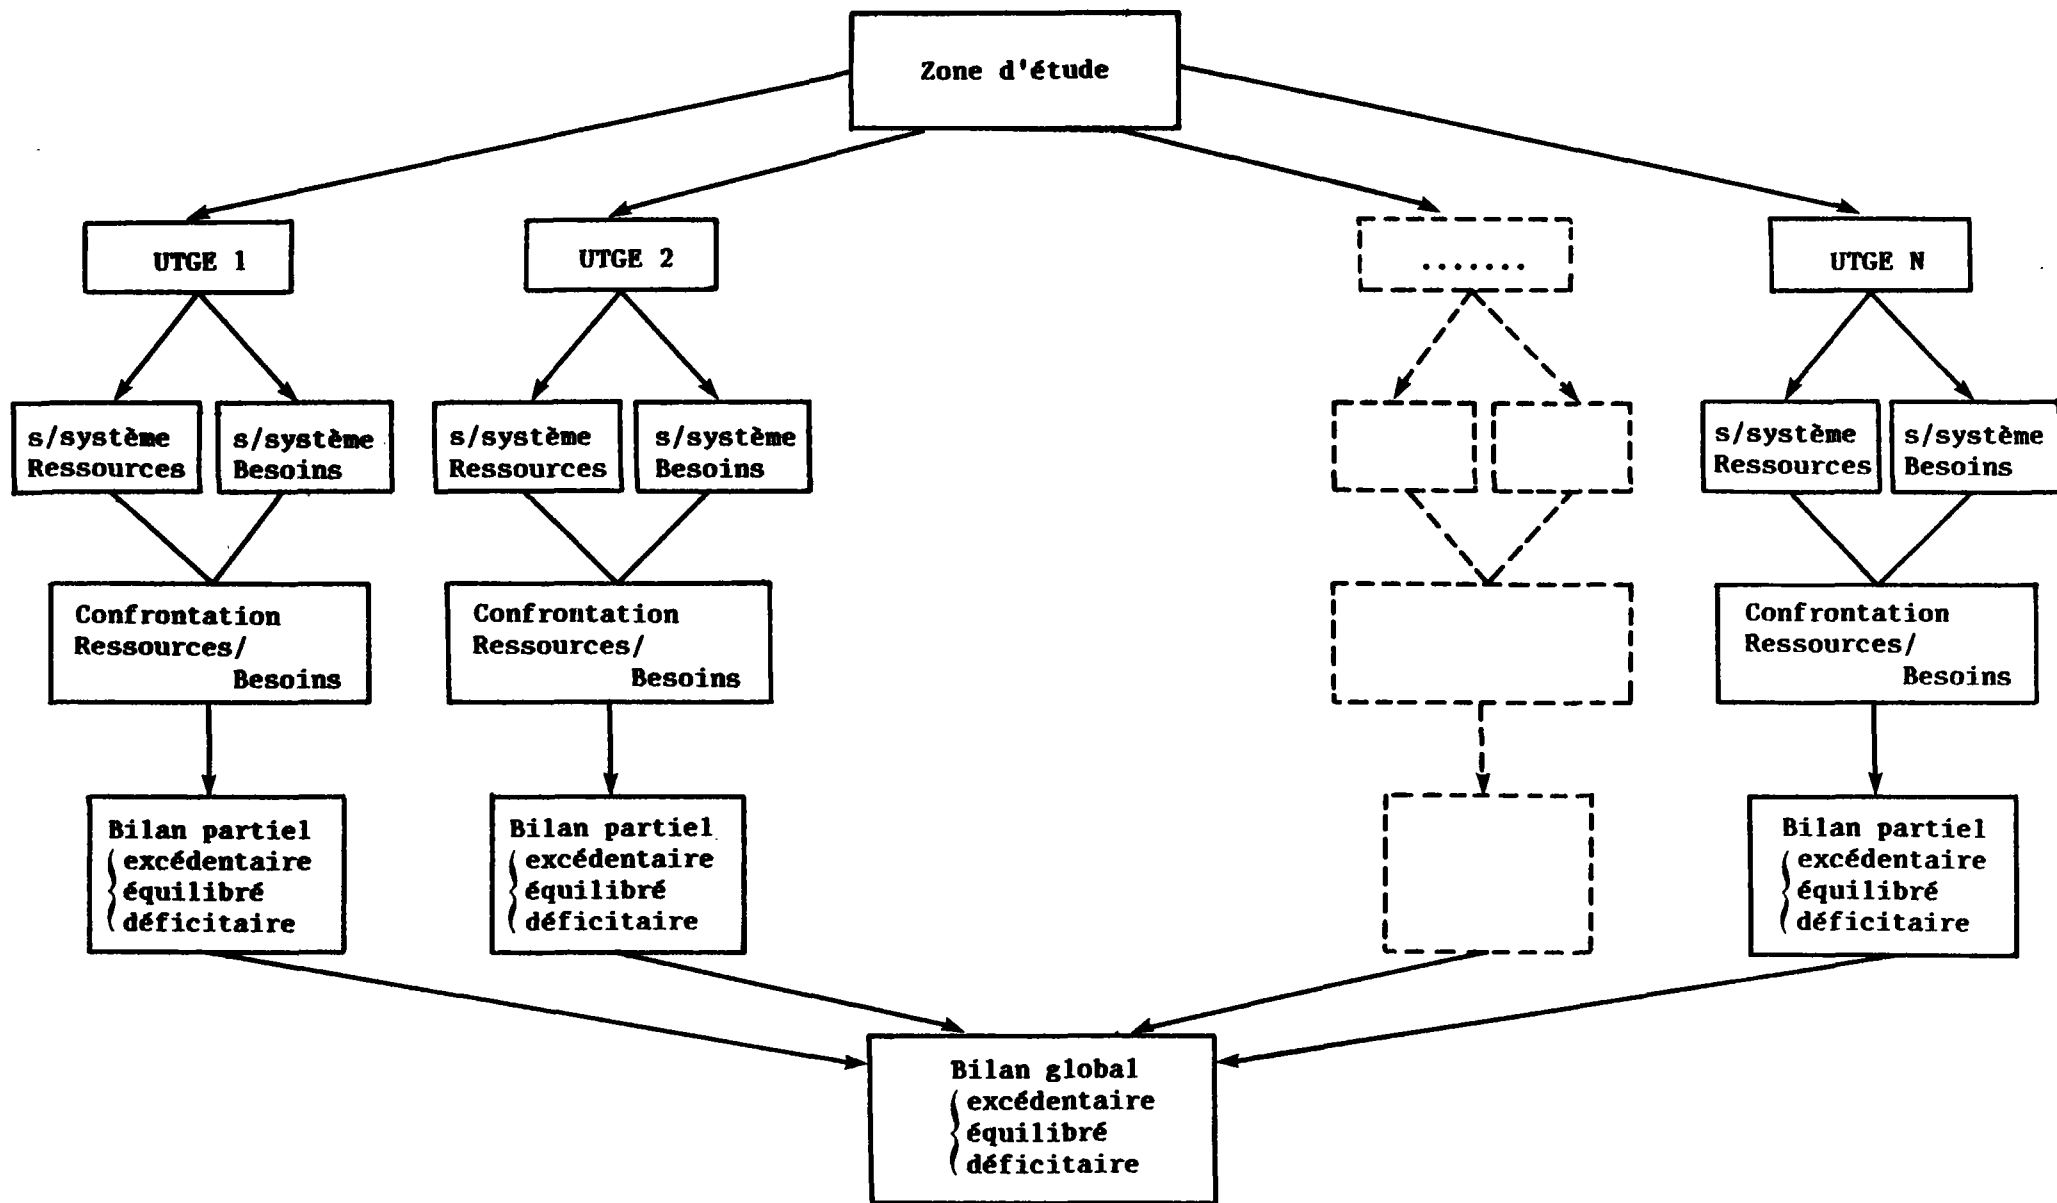 Zone d'étude
UTGE 1
UTGE 2
.......
UTGE N
s/système
Ressources
s/système
Besoins
s/système
Ressources
s/système
Besoins
s/système
Ressources
s/système
Besoins
Confrontation
Ressources/
Besoins
Confrontation
Ressources/
Besoins
Confrontation
Ressources/
Besoins
Bilan partiel
excédentaire
équilibré
déficitaire
Bilan partiel
excédentaire
équilibré
déficitaire
Bilan partiel
excédentaire
équilibré
déficitaire
Bilan global
excédentaire
équilibré
déficitaire